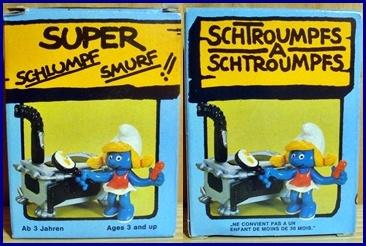 SUPER
SCHLUMPF
SMURF!!
Ab 3 Jahren Ages 3 and up
SCHTROUMPFS
A
SCHTROUMPFS
„NE CONVIENT PAS A UN
ENFANT DE MOINS DE 36 MOIS."